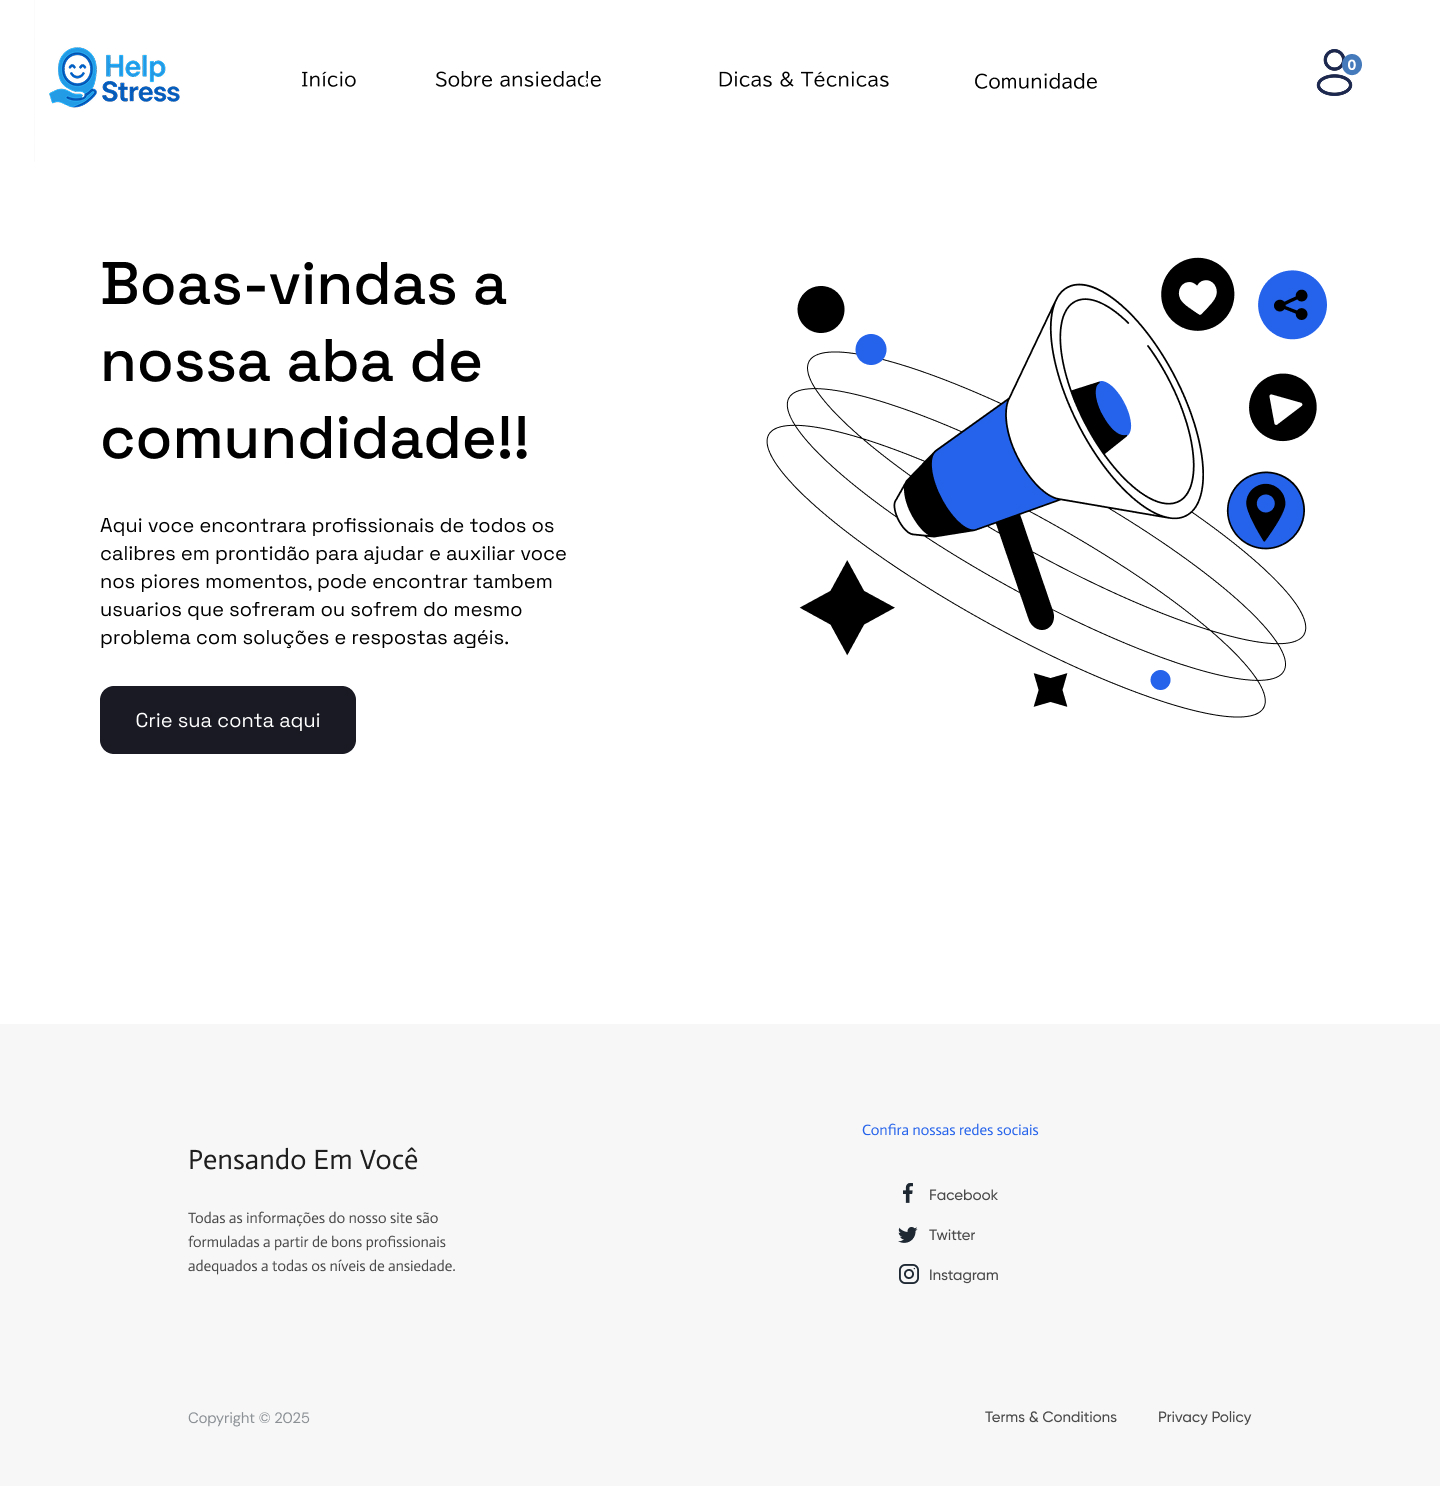 Help
Stress
Início
Sobre ansiedade
Dicas & Técnicas
Comunidade
0
Boas-vindas a
nossa aba de
comundidade!!
Aqui voce encontrara profissionais de todos os
calibres em prontidão para ajudar e auxiliar voce
nos piores momentos, pode encontrar tambem
usuarios que sofreram ou sofrem do mesmo
problema com soluções e respostas agéis.
Crie sua conta aqui
Confira nossas redes sociais
Pensando Em Você
Todas as informações do nosso site são
formuladas a partir de bons profissionais
adequados a todas os níveis de ansiedade.
Facebook
Twitter
Instagram
Copyright © 2025
Terms & Conditions
Privacy Policy